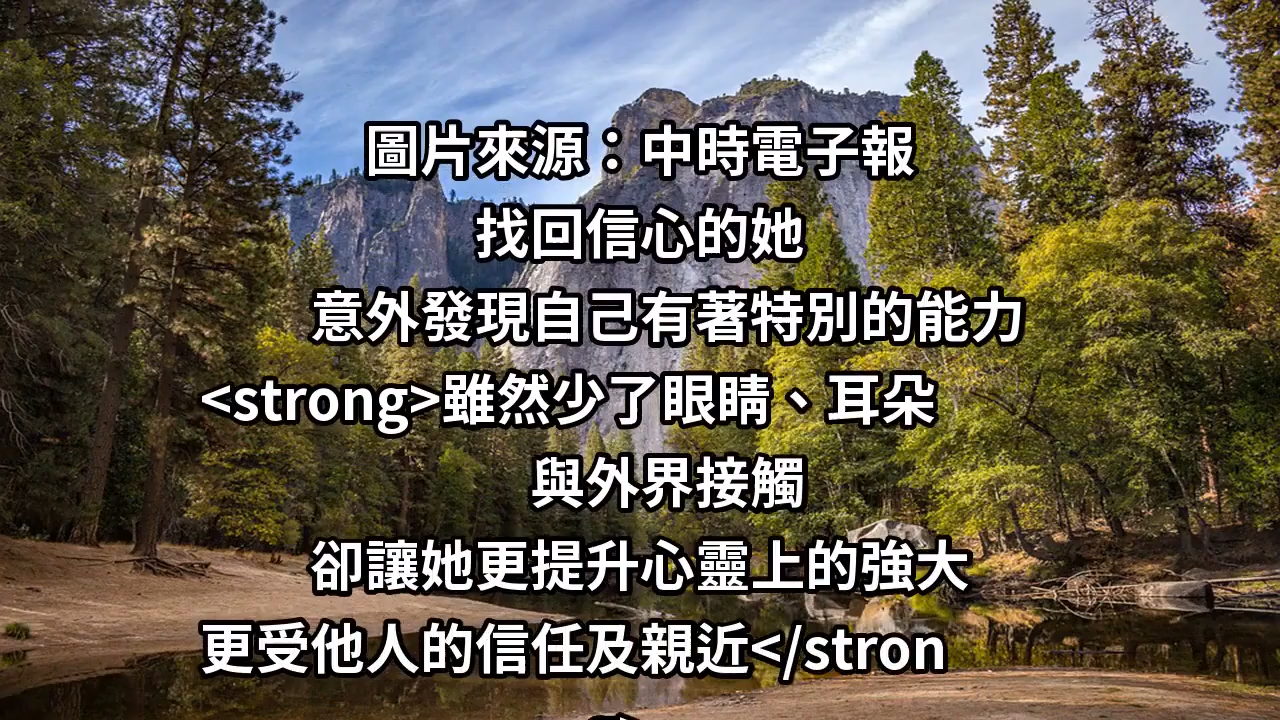 圖片來源：中時電子報
找回信心的她
意外發現自己有著特別的能力
<strong>雖然少了眼睛、耳朵
與外界接觸
卻讓她更提升心靈上的強大
更受他人的信任及親近</stron